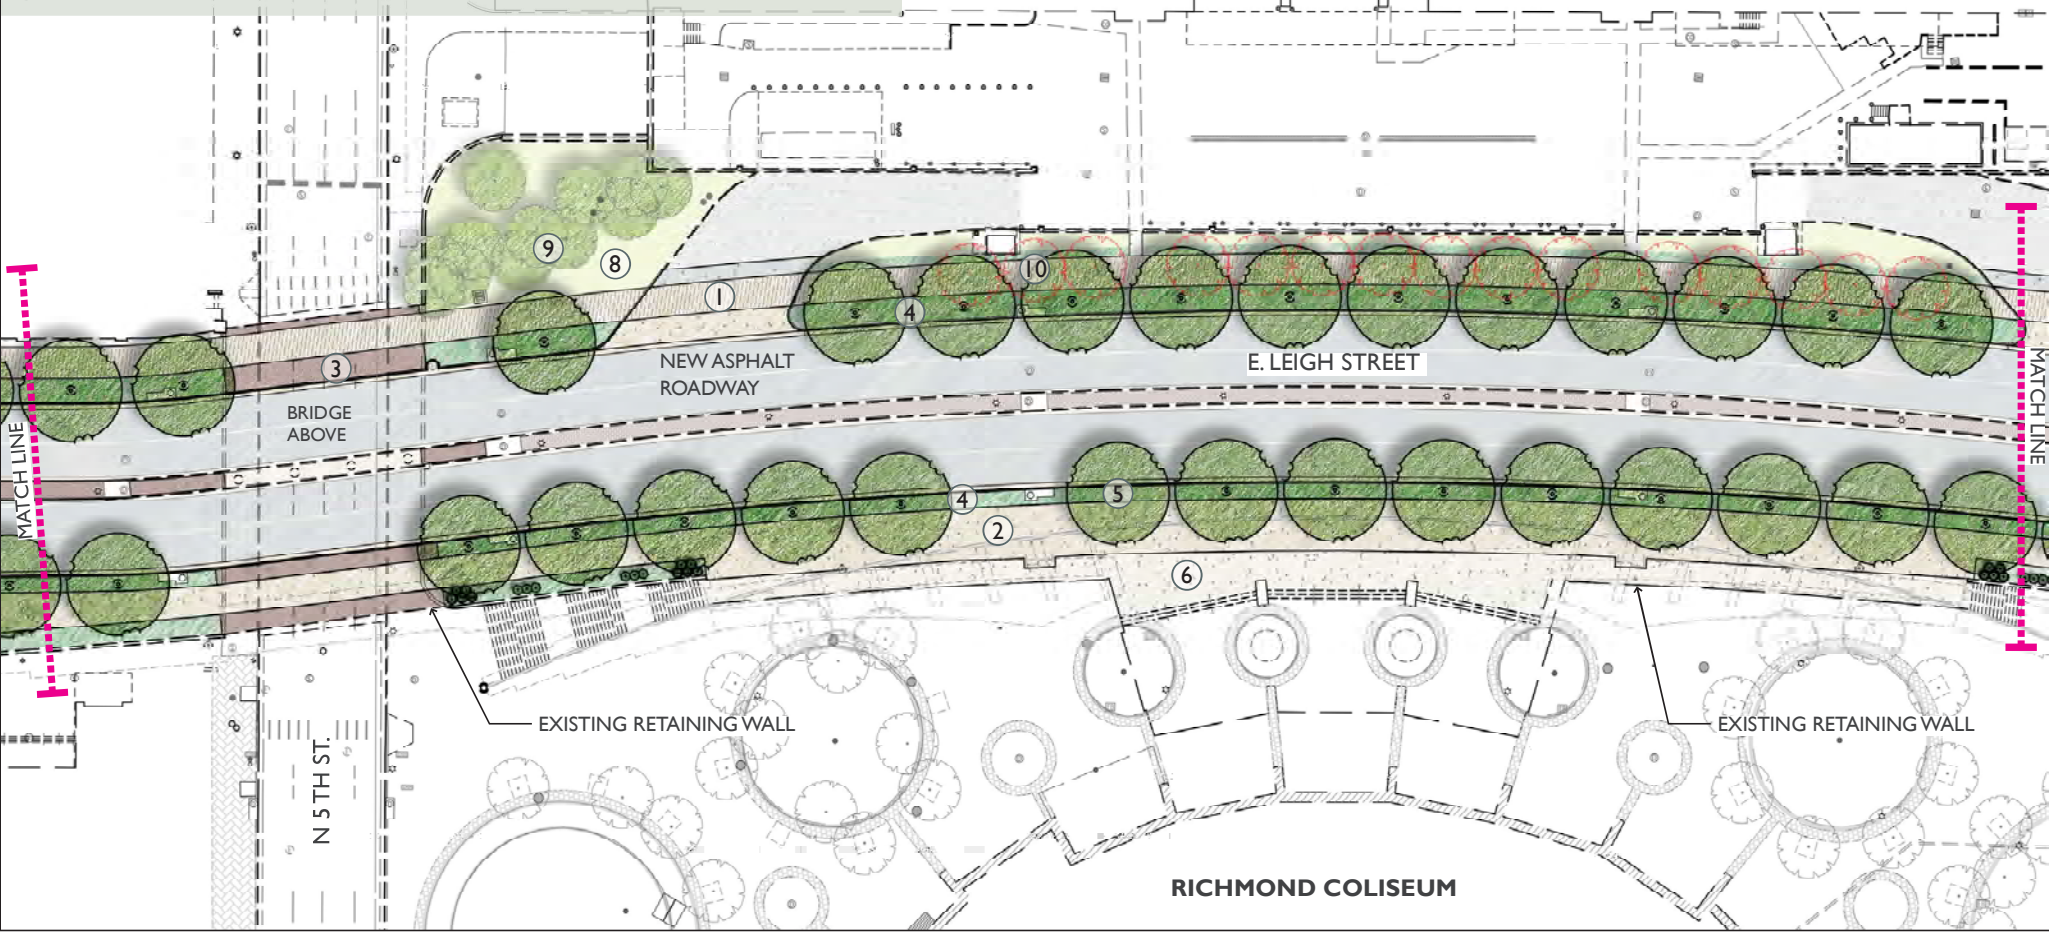 9
8
10
1
4
3
NEW ASPHALT
ROADWAY
E. LEIGH STREET
MATCH LINE
BRIDGE
ABOVE
MATCH LINE
4
5
2
6
EXISTING RETAINING WALL
EXISTING RETAINING WALL
N 5TH ST.
RICHMOND COLISEUM